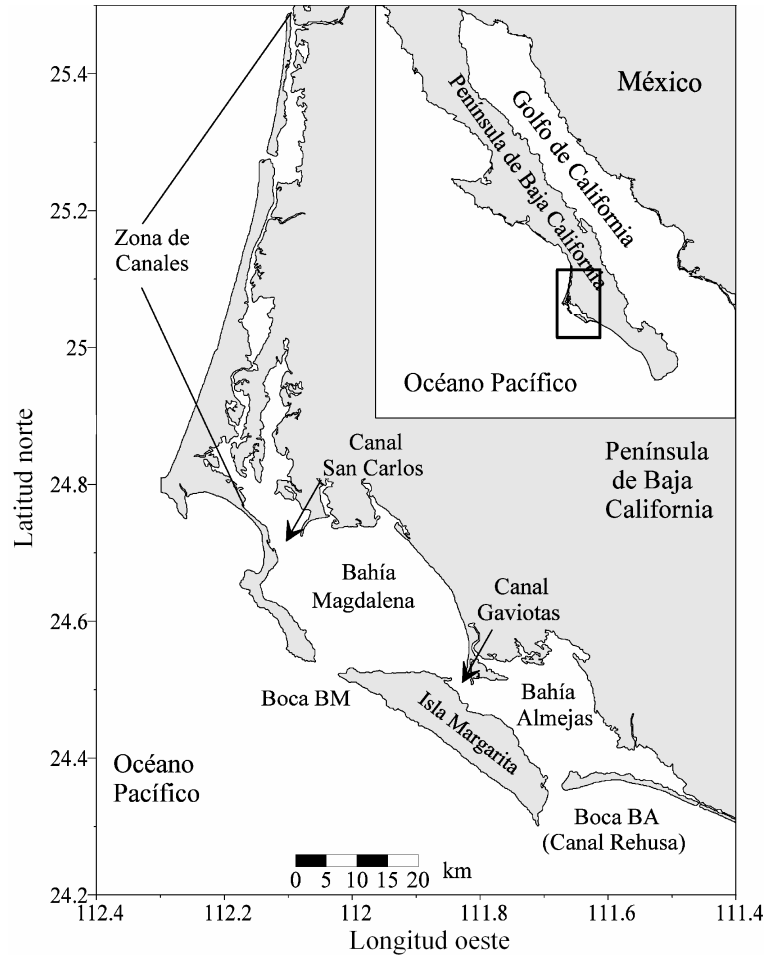 25.4
25.2
25
24.8
24.6
24.4
24.2
Latitud norte
México
Golfo de California
Península de Baja California
Océano Pacífico
Zona de
Canales
Canal
San Carlos
Península
de Baja
California
Bahía
Magdalena
Canal
Gaviotas
Boca BM
Isla Margarita
Bahía
Almejas
Océano
Pacífico
Boca BA
(Canal Rehusa)
0 5 10 15 20 km
112.4 112.2 112 111.8 111.6 111.4
Longitud oeste